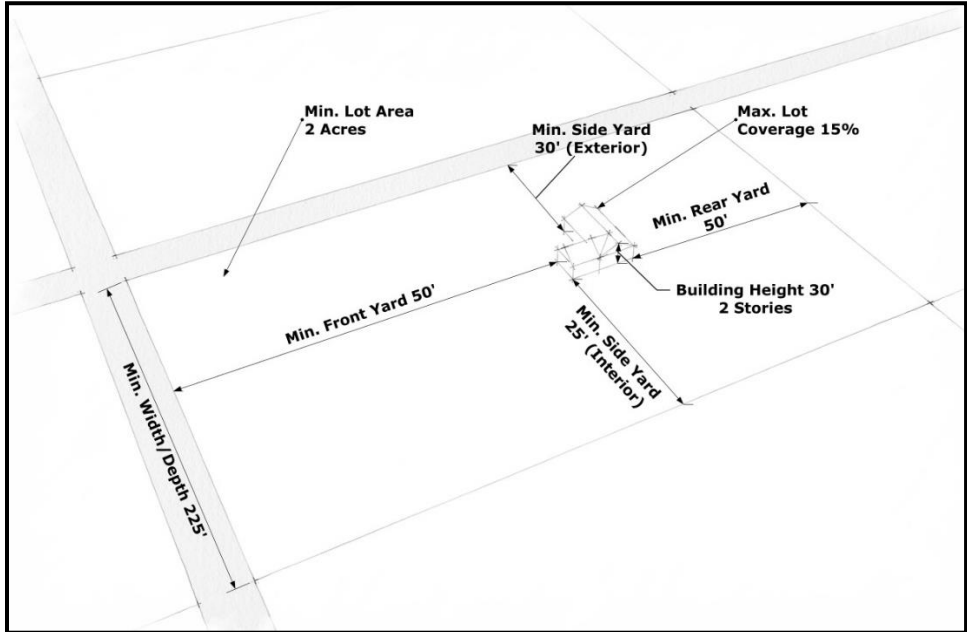 Min. Lot Area
2 Acres
Min. Side Yard
30' (Exterior)
Max. Lot
Coverage 15%
Min. Rear Yard
50'
Building Height 30'
2 Stories
Min. Front Yard 50'
Min. Side Yard
25' (Interior)
Min. Width/Depth 225'